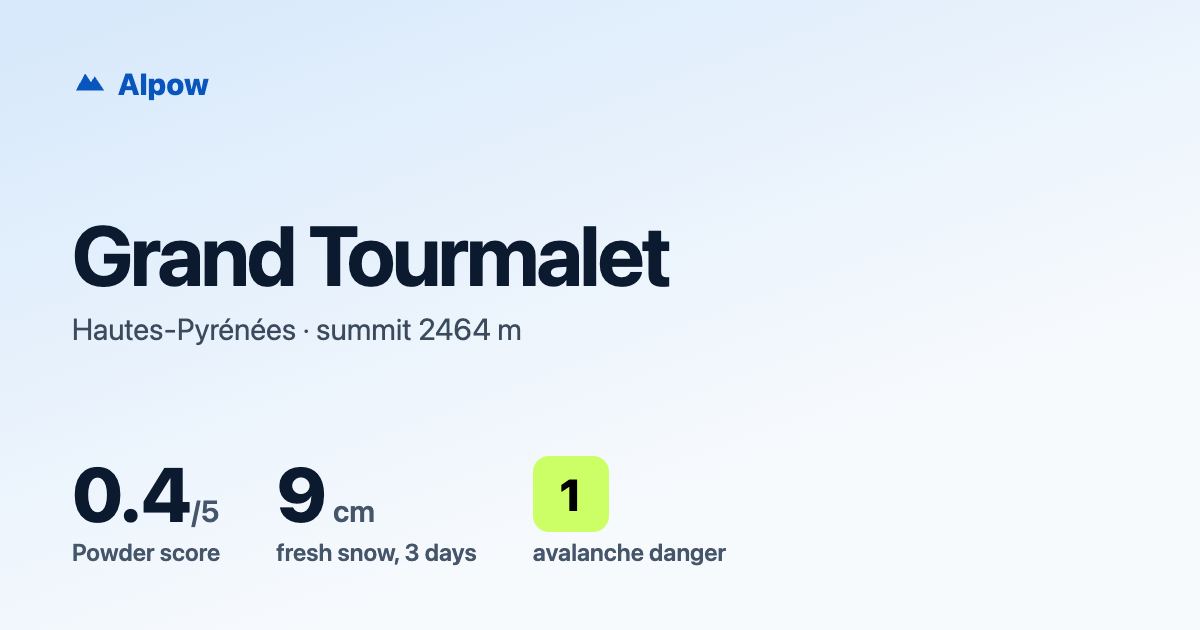 Alpow
Grand Tourmalet
Hautes-Pyrénées · summit 2464 m
0.4/5
Powder score
9 cm
fresh snow, 3 days
1
avalanche danger